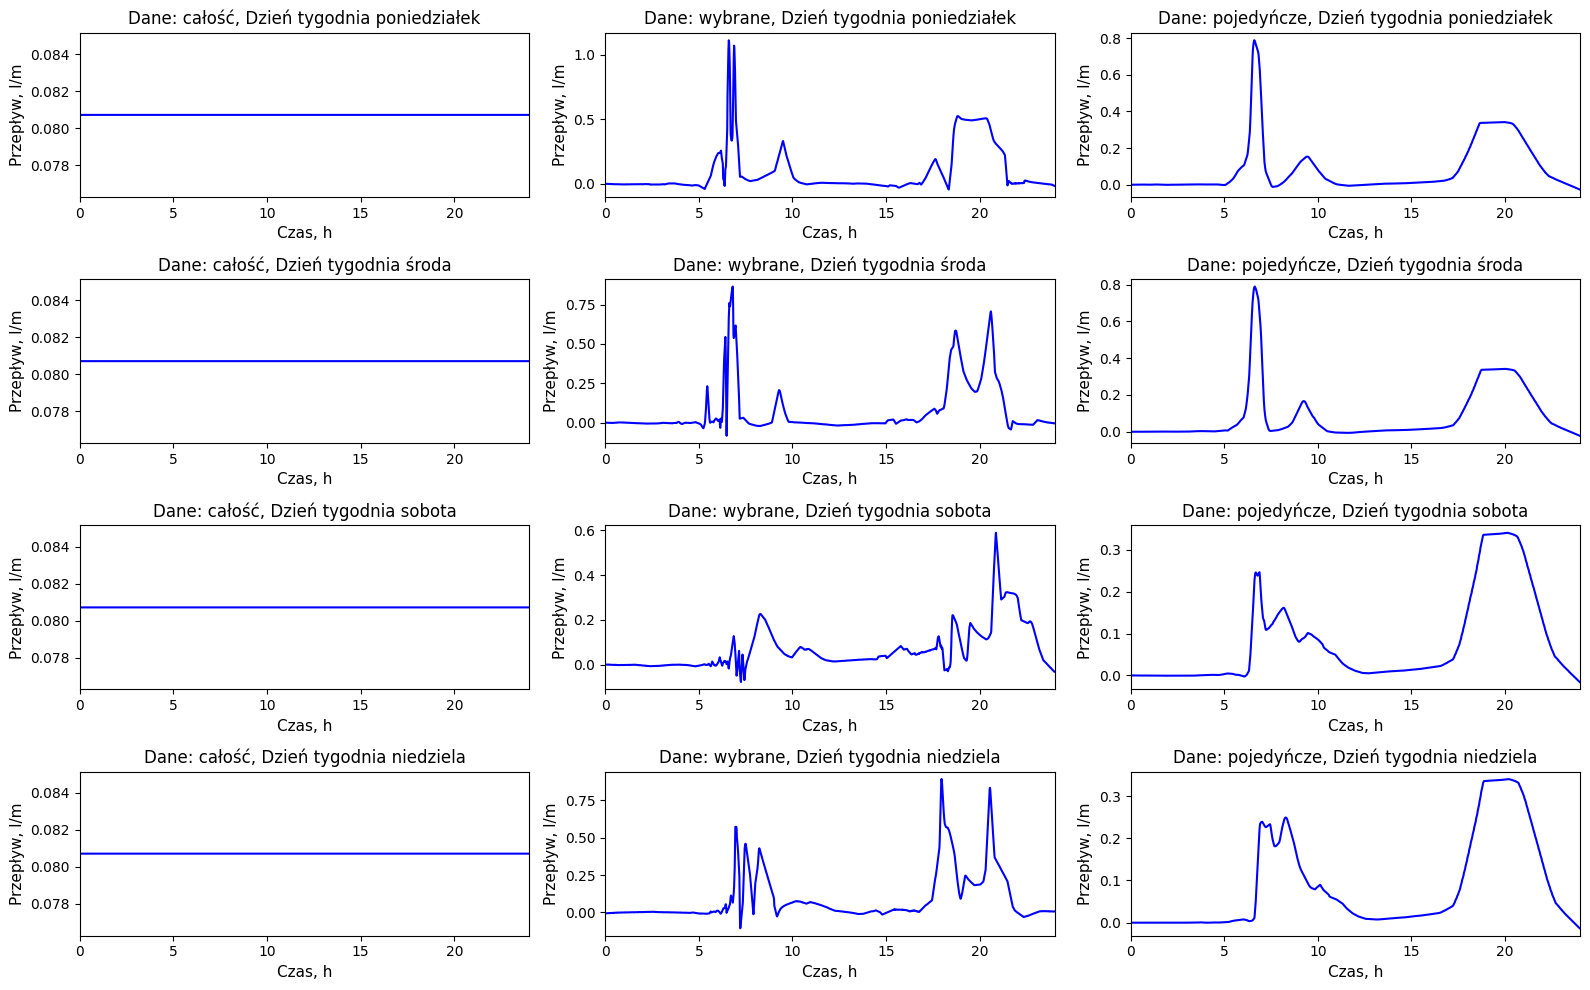 Dane: całość, Dzień tygodnia poniedziałek
Dane: wybrane, Dzień tygodnia poniedziałek
Dane: pojedyńcze, Dzień tygodnia poniedziałek
Przepływ, l/m
0.084
0.082
0.080
0.078
0 5 10 15 20
Czas, h
Przepływ, l/m
1.0
0.5
0.0
0 5 10 15 20
Czas, h
Przepływ, l/m
0.8
0.6
0.4
0.2
0.0
0 5 10 15 20
Czas, h
Dane: całość, Dzień tygodnia środa
Dane: wybrane, Dzień tygodnia środa
Dane: pojedyńcze, Dzień tygodnia środa
Przepływ, l/m
0.084
0.082
0.080
0.078
0 5 10 15 20
Czas, h
Przepływ, l/m
0.75
0.50
0.25
0.00
0 5 10 15 20
Czas, h
Przepływ, l/m
0.8
0.6
0.4
0.2
0.0
0 5 10 15 20
Czas, h
Dane: całość, Dzień tygodnia sobota
Dane: wybrane, Dzień tygodnia sobota
Dane: pojedyńcze, Dzień tygodnia sobota
Przepływ, l/m
0.084
0.082
0.080
0.078
0 5 10 15 20
Czas, h
Przepływ, l/m
0.6
0.4
0.2
0.0
0 5 10 15 20
Czas, h
Przepływ, l/m
0.3
0.2
0.1
0.0
0 5 10 15 20
Czas, h
Dane: całość, Dzień tygodnia niedziela
Dane: wybrane, Dzień tygodnia niedziela
Dane: pojedyńcze, Dzień tygodnia niedziela
Przepływ, l/m
0.084
0.082
0.080
0.078
0 5 10 15 20
Czas, h
Przepływ, l/m
0.75
0.50
0.25
0.00
0 5 10 15 20
Czas, h
Przepływ, l/m
0.3
0.2
0.1
0.0
0 5 10 15 20
Czas, h